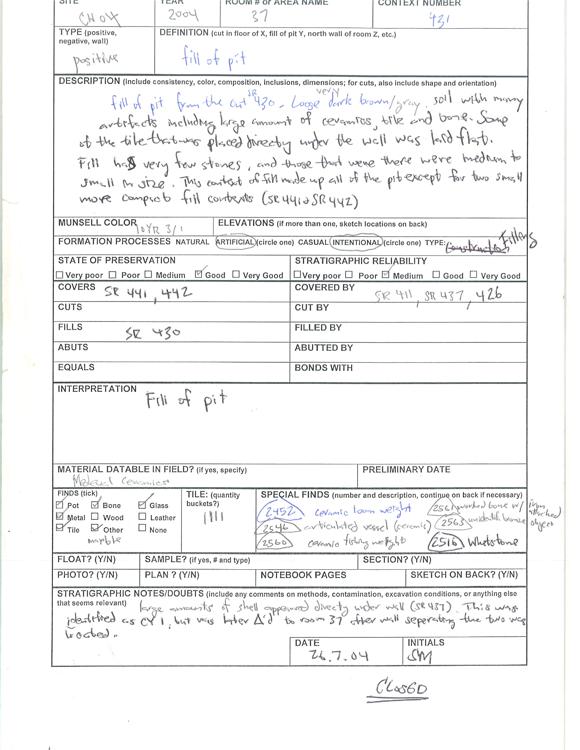 SITE YEAR ROOM # or AREA NAME CONTEXT NUMBER
CH04 2004 37 431
TYPE (positive, negative, wall) DEFINITION (cut in floor of X, fill of pit Y, north wall of room Z, etc.)
positive fill of pit
DESCRIPTION (include consistency, color, composition, inclusions, dimensions; for cuts, also include shape and orientation)
fill of pit from the cut SR 430. Loose very dark brown/gray soil with many
artifacts including large amount of ceramics, tile and bone. Some
of the tile that was placed directly under the wall was laid flat.
Fill has very few stones, and those that were there were medium to
small in size. This context of fill made up all of the pit except for two small
more compact fill contexts (SR 441 & SR 442)
MUNSELL COLOR 10YR 3/1 ELEVATIONS (if more than one, sketch locations on back)
FORMATION PROCESSES NATURAL ARTIFICIAL (circle one) CASUAL INTENTIONAL (circle one) TYPE: Construction Filling
STATE OF PRESERVATION STRATIGRAPHIC RELIABILITY
Very poor Poor Medium Good Very Good Very poor Poor Medium Good Very Good
COVERS SR 441, 442 COVERED BY SR 411, SR 437, 426
CUTS CUT BY
FILLS SR 430 FILLED BY
ABUTS ABUTTED BY
EQUALS BONDS WITH
INTERPRETATION
Fill of pit
MATERIAL DATABLE IN FIELD? (if yes, specify) PRELIMINARY DATE
Medieval Ceramics
FINDS (tick) TILE: (quantity buckets?) SPECIAL FINDS (number and description, continue on back if necessary)
Pot Bone Glass
Metal Wood Leather
Tile Other None
marble
IIII
2452 ceramic loom weight
2546 articulated vessel (ceramic)
2560 ceramic fishing weight
2561 worked bone w/ iron attached object
2563 worked bone
2516 Whetstone
FLOAT? (Y/N) SAMPLE? (if yes, # and type) SECTION? (Y/N)
PHOTO? (Y/N) PLAN ? (Y/N) NOTEBOOK PAGES SKETCH ON BACK? (Y/N)
STRATIGRAPHIC NOTES/DOUBTS (include any comments on methods, contamination, excavation conditions, or anything else that seems relevant)
large amounts of shell appeared directly under wall (SR 437). This was
identified as CY 1, but was later Δ'd to room 37 after wall seperating the two was
located.
DATE INITIALS
26.7.04 SM
CLOSED